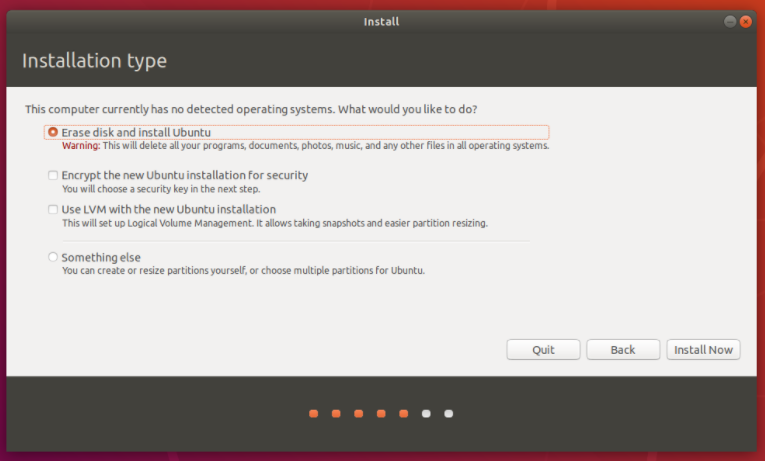 Install
Installation type
This computer currently has no detected operating systems. What would you like to do?
Erase disk and install Ubuntu
Warning: This will delete all your programs, documents, photos, music, and any other files in all operating systems.
Encrypt the new Ubuntu installation for security
You will choose a security key in the next step.
Use LVM with the new Ubuntu installation
This will set up Logical Volume Management. It allows taking snapshots and easier partition resizing.
Something else
You can create or resize partitions yourself, or choose multiple partitions for Ubuntu.
Quit Back Install Now